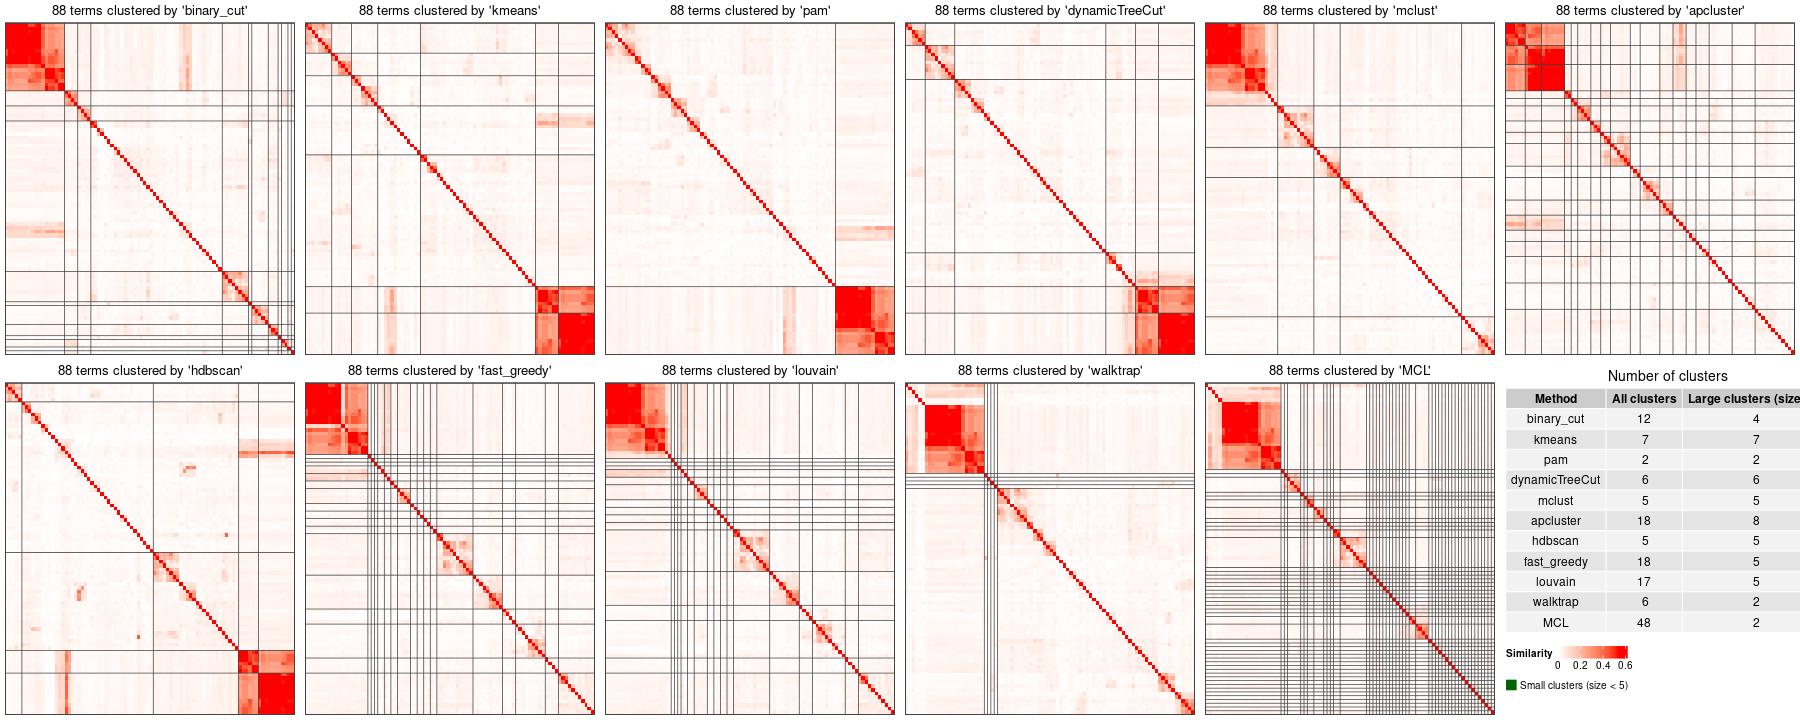 88 terms clustered by 'binary_cut'
88 terms clustered by 'kmeans'
88 terms clustered by 'pam'
88 terms clustered by 'dynamicTreeCut'
88 terms clustered by 'mclust'
88 terms clustered by 'apcluster'
88 terms clustered by 'hdbscan'
88 terms clustered by 'fast_greedy'
88 terms clustered by 'louvain'
88 terms clustered by 'walktrap'
88 terms clustered by 'MCL'
Number of clusters
Method All clusters Large clusters (size
binary_cut 12 4
kmeans 7 7
pam 2 2
dynamicTreeCut 6 6
mclust 5 5
apcluster 18 8
hdbscan 5 5
fast_greedy 18 5
louvain 17 5
walktrap 6 2
MCL 48 2
Similarity
0 0.2 0.4 0.6
Small clusters (size < 5)